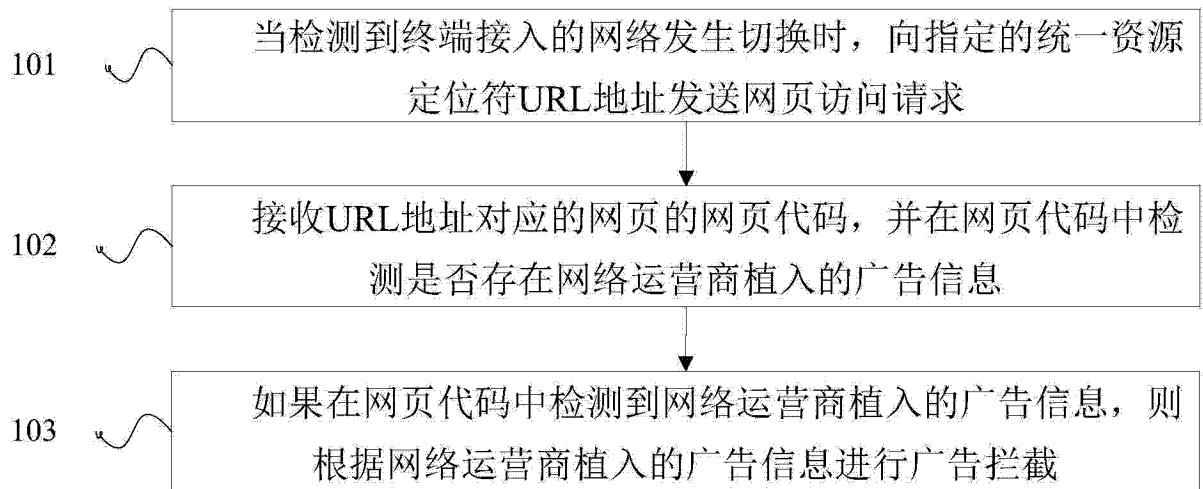 101
当检测到终端接入的网络发生切换时，向指定的统一资源
定位符URL地址发送网页访问请求
102
接收URL地址对应的网页的网页代码，并在网页代码中检
测是否存在网络运营商植入的广告信息
103
如果在网页代码中检测到网络运营商植入的广告信息，则
根据网络运营商植入的广告信息进行广告拦截